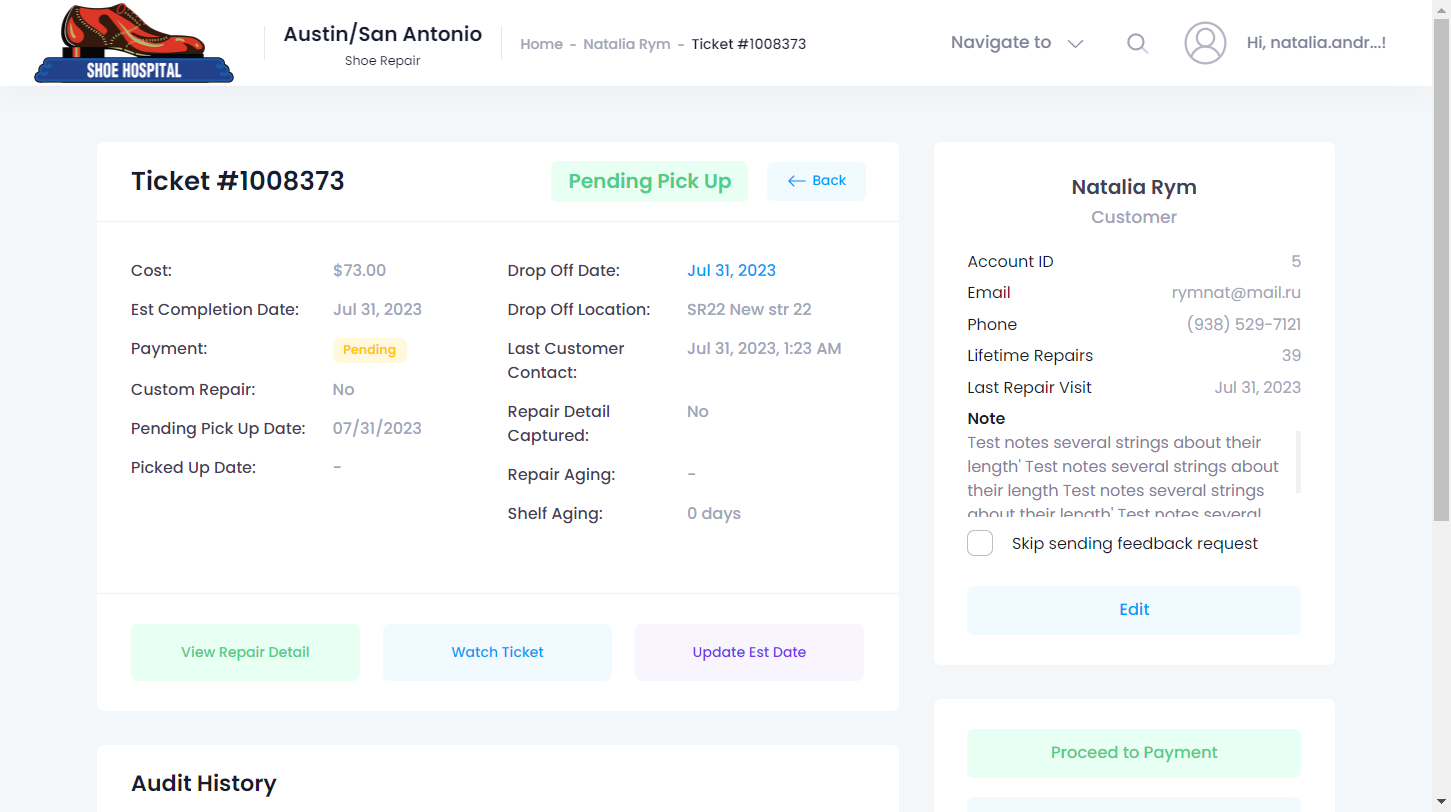 SHOE HOSPITAL
Austin/San Antonio
Shoe Repair
Home - Natalia Rym - Ticket #1008373
Navigate to
Hi, natalia.andr...!
Ticket #1008373
Pending Pick Up
Back
Cost: $73.00
Est Completion Date: Jul 31, 2023
Payment: Pending
Custom Repair: No
Pending Pick Up Date: 07/31/2023
Picked Up Date: -
Drop Off Date: Jul 31, 2023
Drop Off Location: SR22 New str 22
Last Customer Jul 31, 2023, 1:23 AM
Contact:
Repair Detail No
Captured:
Repair Aging: -
Shelf Aging: 0 days
View Repair Detail
Watch Ticket
Update Est Date
Audit History
Natalia Rym
Customer
Account ID 5
Email rymnat@mail.ru
Phone (938) 529-7121
Lifetime Repairs 39
Last Repair Visit Jul 31, 2023
Note
Test notes several strings about their
length' Test notes several strings about
their length Test notes several strings
about their length' Test notes several
Skip sending feedback request
Edit
Proceed to Payment